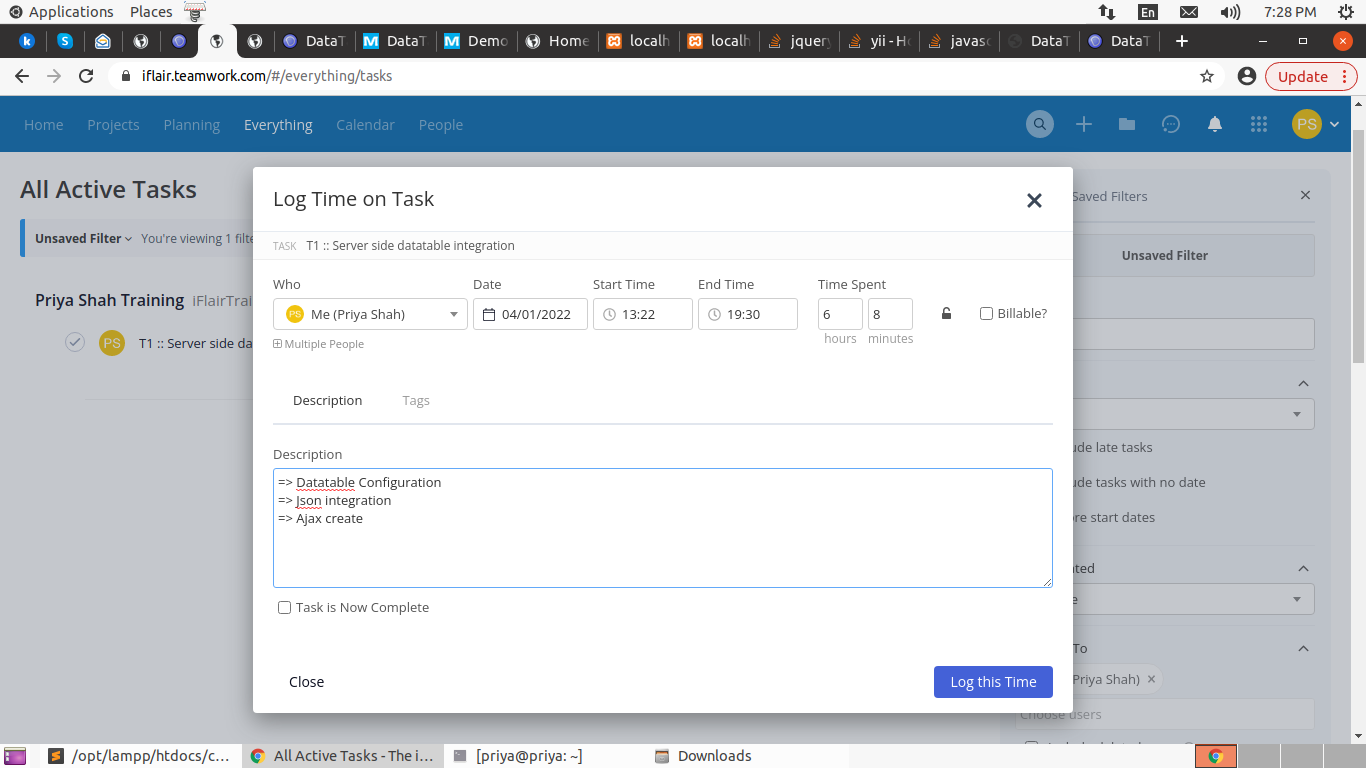 Applications Places En 7:28 PM
DataT DataT Demo Home localh localh jquery yii - Ho javasc DataT DataT
iflair.teamwork.com/#/everything/tasks Update
Home Projects Planning Everything Calendar People PS
All Active Tasks
Log Time on Task
Saved Filters
Unsaved Filter You're viewing 1 filte
TASK T1 :: Server side datatable integration
Unsaved Filter
Who Date Start Time End Time Time Spent
Priya Shah Training iFlairTrai
PS Me (Priya Shah) 04/01/2022 13:22 19:30 6 8 Billable?
hours minutes
Multiple People
PS T1 :: Server side da
Description Tags
ude late tasks
Description
=> Datatable Configuration
ude tasks with no date
=> Json integration
=> Ajax create
re start dates
ted
e
Task is Now Complete
To
Priya Shah)
Close Log this Time
Choose users
/opt/lampp/htdocs/c... All Active Tasks - The i... [priya@priya: ~] Downloads